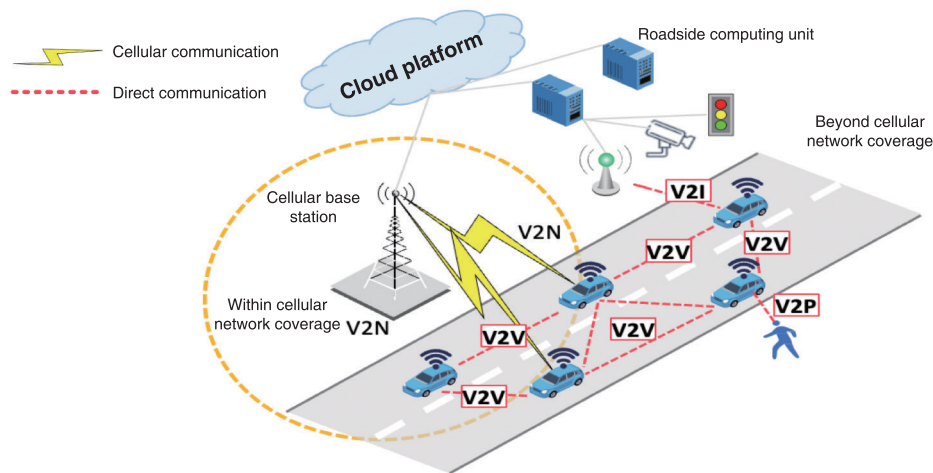 Cellular communication
Direct communication
Cloud platform
Roadside computing unit
Beyond cellular
network coverage
Cellular base
station
V2I
V2N
V2V
V2V
Within cellular
network coverage
V2N
V2P
V2V
V2V
V2V